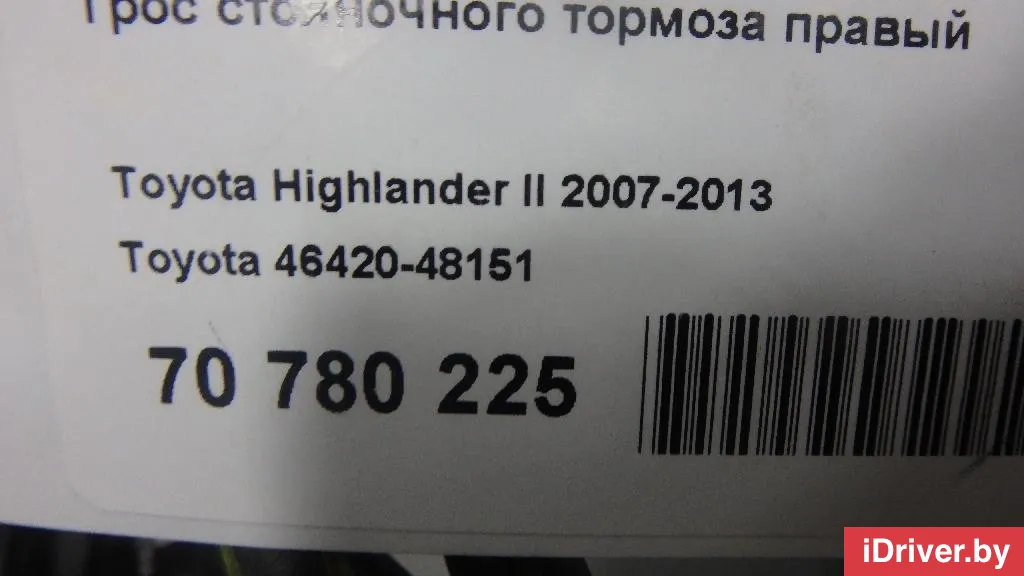 Трос стояночного тормоза правый
Toyota Highlander II 2007-2013
Toyota 46420-48151
70 780 225
iDriver.by